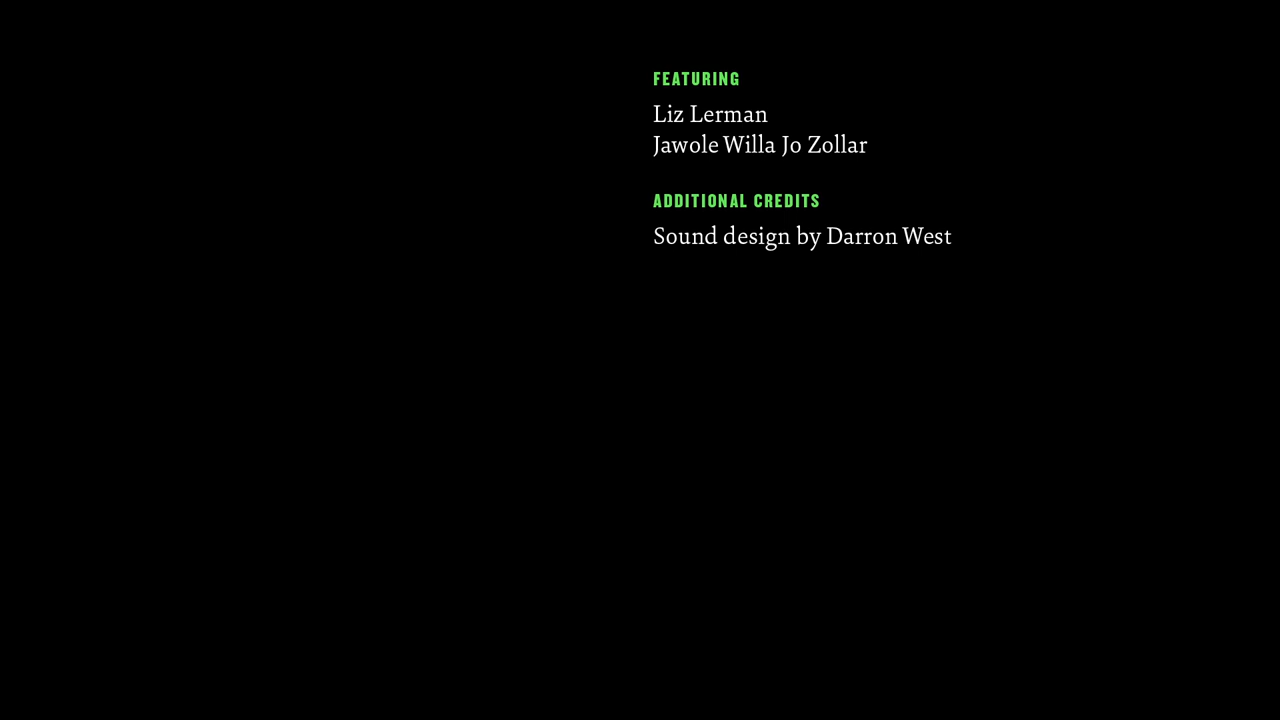 FEATURING
Liz Lerman
Jawole Willa Jo Zollar
ADDITIONAL CREDITS
Sound design by Darron West